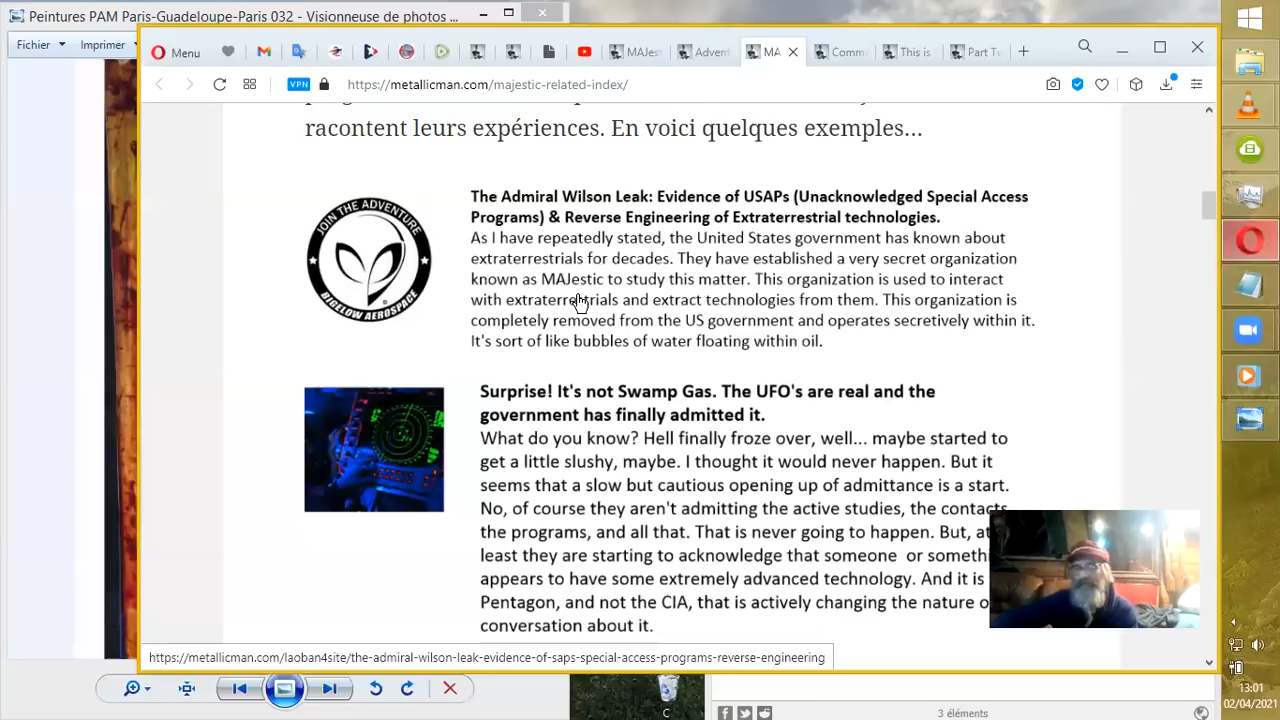 Peintures PAM Paris-Guadeloupe-Paris 032 - Visionneuse de photos ...
Fichier
Imprimer
Menu
MAJes
Advent
MA
Comm
This is
Part Tv
VPN
https://metallicman.com/majestic-related-index/
racontent leurs expériences. En voici quelques exemples...
JOIN THE ADVENTURE
BIGELOW AEROSPACE
The Admiral Wilson Leak: Evidence of USAPs (Unacknowledged Special Access
Programs) & Reverse Engineering of Extraterrestrial technologies.
As I have repeatedly stated, the United States government has known about
extraterrestrials for decades. They have established a very secret organization
known as MAJestic to study this matter. This organization is used to interact
with extraterrestrials and extract technologies from them. This organization is
completely removed from the US government and operates secretively within it.
It's sort of like bubbles of water floating within oil.
Surprise! It's not Swamp Gas. The UFO's are real and the
government has finally admitted it.
What do you know? Hell finally froze over, well... maybe started to
get a little slushy, maybe. I thought it would never happen. But it
seems that a slow but cautious opening up of admittance is a start.
No, of course they aren't admitting the active studies, the contacts,
the programs, and all that. That is never going to happen. But, at
least they are starting to acknowledge that someone or somethi
appears to have some extremely advanced technology. And it is
Pentagon, and not the CIA, that is actively changing the nature o
conversation about it.
https://metallicman.com/laoban4site/the-admiral-wilson-leak-evidence-of-saps-special-access-programs-reverse-engineering
C
3 éléments
13:01
02/04/2021